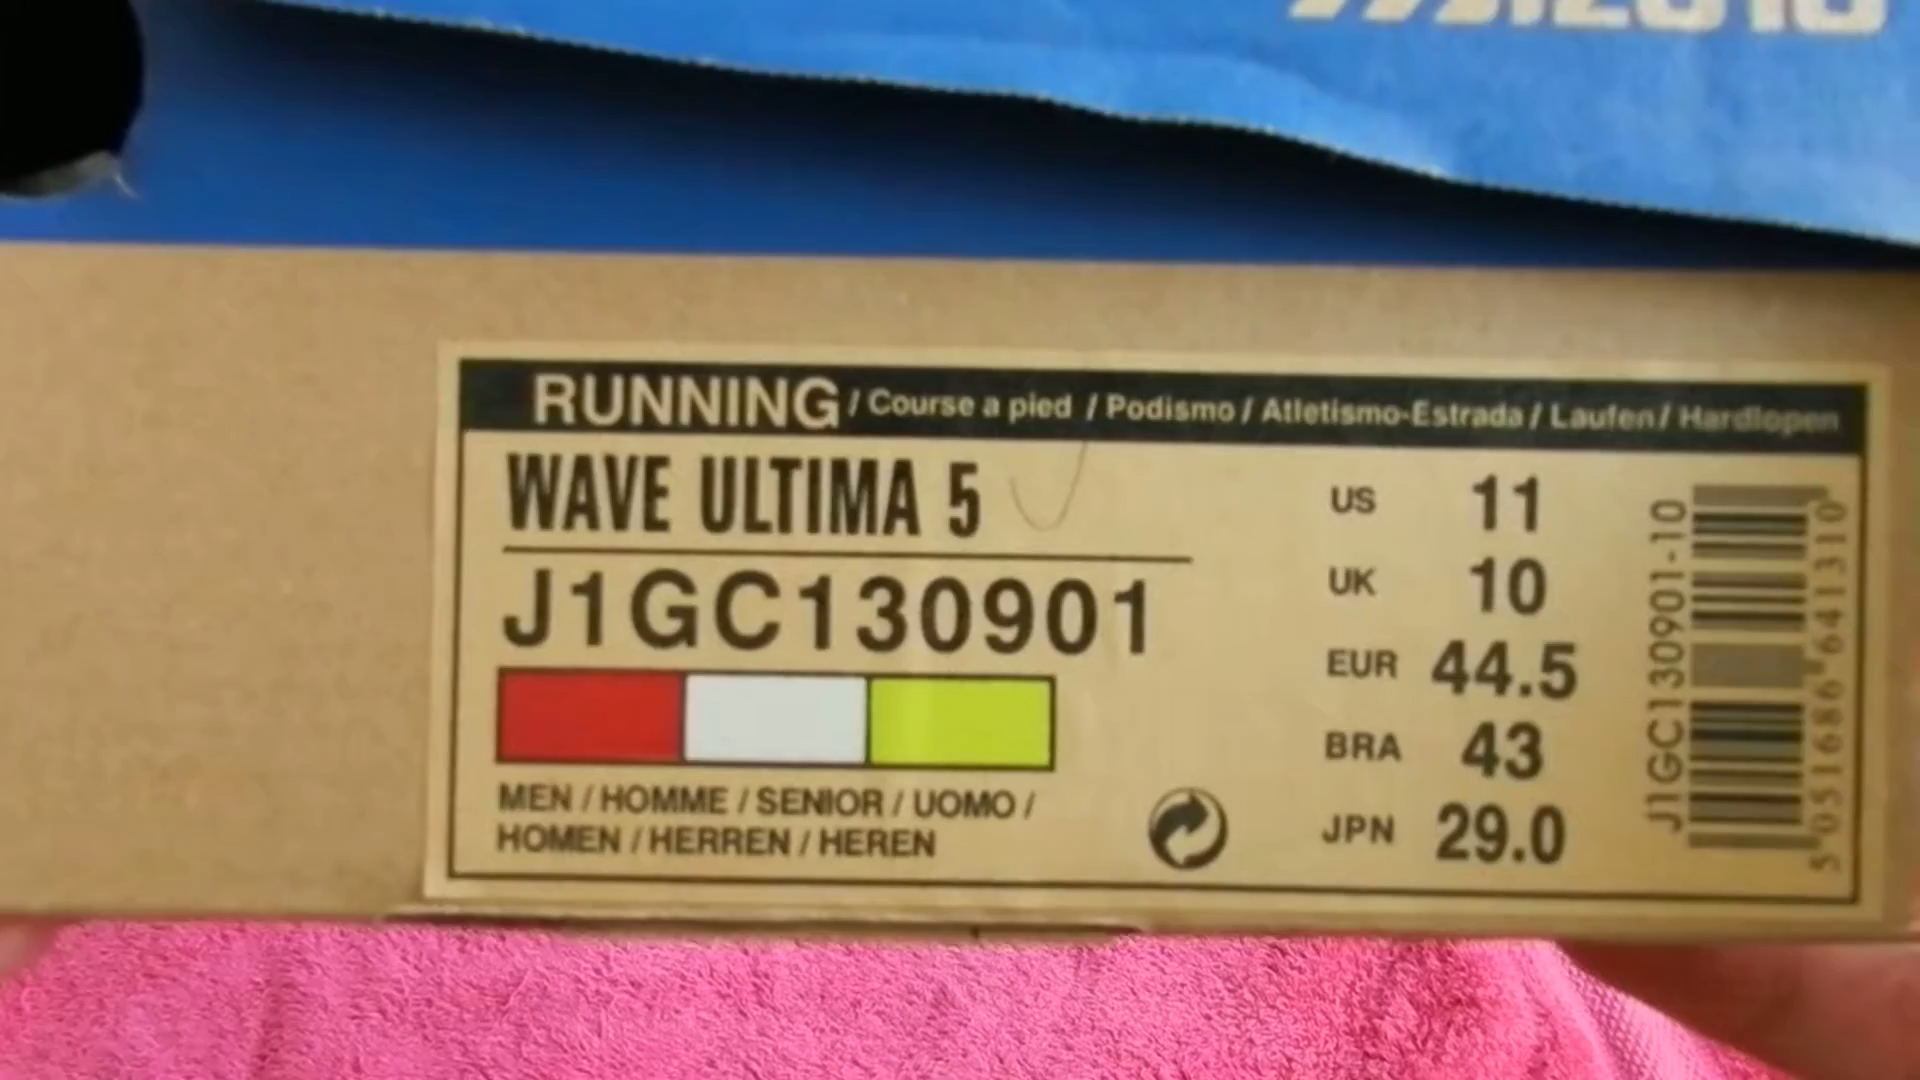 MIZUNO
RUNNING / Course a pied / Podismo / Atletismo-Estrada / Laufen / Hardlopen
WAVE ULTIMA 5
J1GC130901
MEN / HOMME / SENIOR / UOMO /
HOMEN / HERREN / HEREN
US 11
UK 10
EUR 44.5
BRA 43
JPN 29.0
J1GC130901-10
5 051686 641310